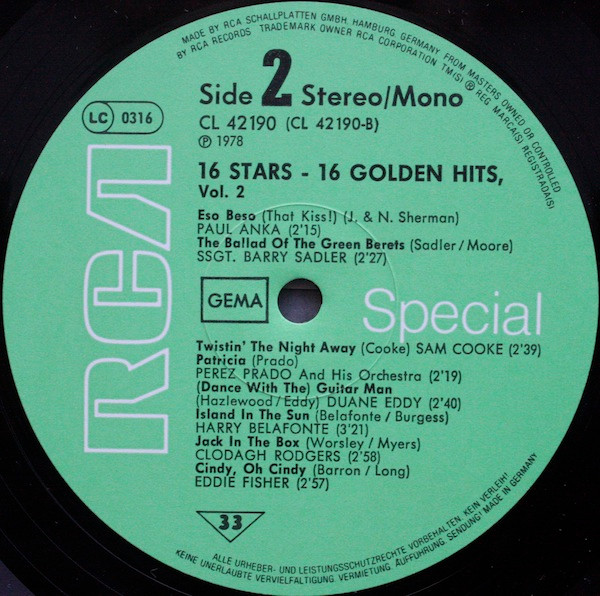 MADE BY RCA SCHALLPLATTEN GMBH, HAMBURG, GERMANY, FROM MASTERS OWNED OR CONTROLLED
BY RCA RECORDS TRADEMARK OWNER RCA CORPORATION TM(S) ® REG MARCA(S) REGISTRADA(S)
Side 2 Stereo/Mono
CL 42190 (CL 42190-B)
℗ 1978
LC 0316
16 STARS - 16 GOLDEN HITS,
Vol. 2
RCA
Eso Beso (That Kiss!) (J. & N. Sherman)
PAUL ANKA (2'15)
The Ballad Of The Green Berets (Sadler/Moore)
SSGT. BARRY SADLER (2'27)
GEMA
Special
Twistin' The Night Away (Cooke) SAM COOKE (2'39)
Patricia (Prado)
PEREZ PRADO And His Orchestra (2'19)
(Dance With The) Guitar Man
(Hazlewood/Eddy) DUANE EDDY (2'40)
Island In The Sun (Belafonte/Burgess)
HARRY BELAFONTE (3'21)
Jack In The Box (Worsley/Myers)
CLODAGH RODGERS (2'58)
Cindy, Oh Cindy (Barron/Long)
EDDIE FISHER (2'57)
33
ALLE URHEBER- UND LEISTUNGSSCHUTZRECHTE VORBEHALTEN. KEIN VERLEIH!
KEINE UNERLAUBTE VERVIELFALTIGUNG. VERMIETUNG. AUFFUHRUNG. SENDUNG! MADE IN GERMANY